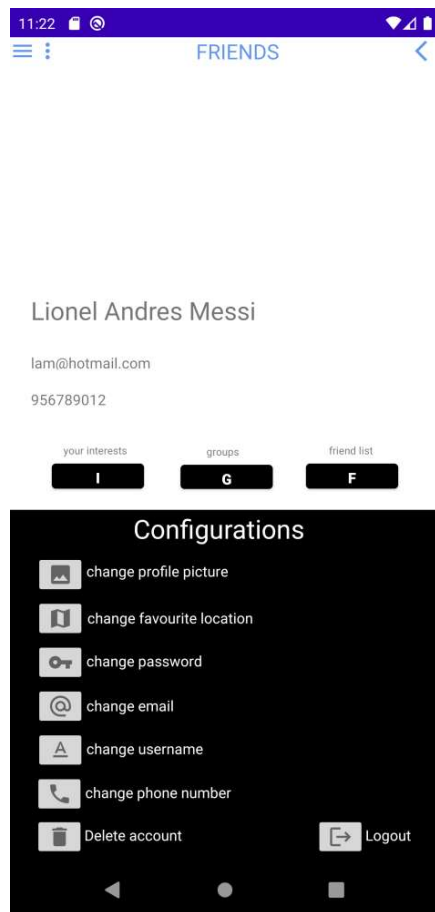 11:22
FRIENDS
Lionel Andres Messi
lam@hotmail.com
956789012
your interests groups friend list
I G F
Configurations
change profile picture
change favourite location
change password
change email
change username
change phone number
Delete account Logout